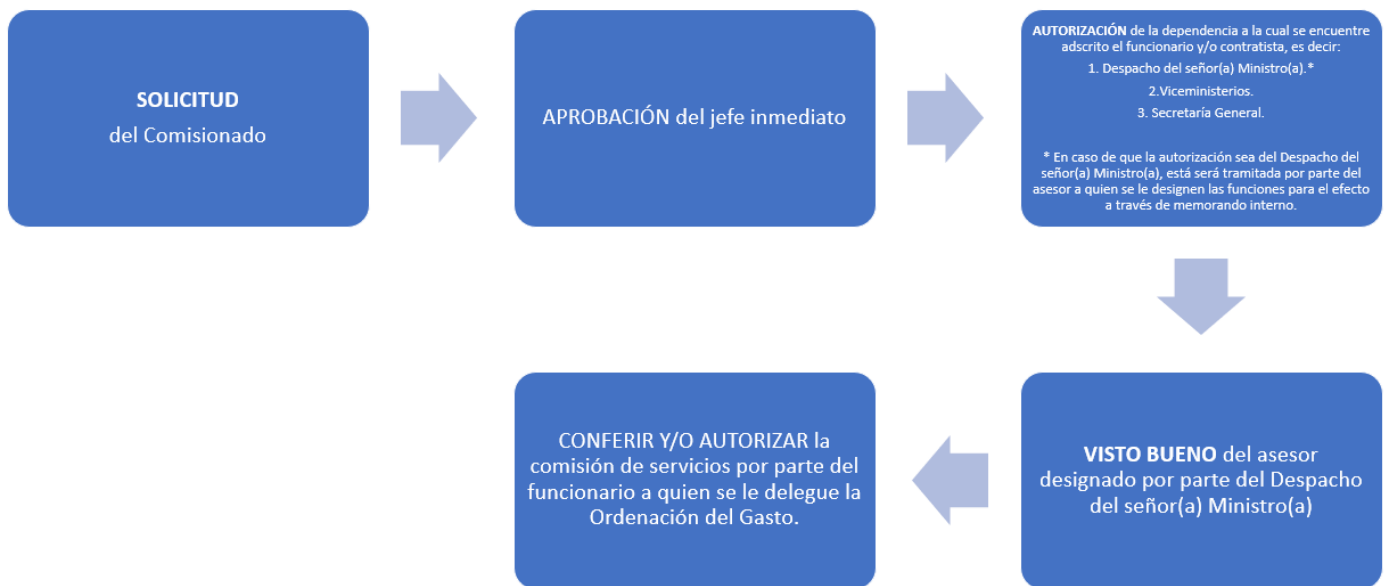 SOLICITUD
del Comisionado
APROBACIÓN del jefe inmediato
AUTORIZACIÓN de la dependencia a la cual se encuentre
adscrito el funcionario y/o contratista, es decir:
1. Despacho del señor(a) Ministro(a).*
2.Viceministerios.
3. Secretaría General.
* En caso de que la autorización sea del Despacho del
señor(a) Ministro(a), está será tramitada por parte del
asesor a quien se le designen las funciones para el efecto
a través de memorando interno.
VISTO BUENO del asesor
designado por parte del Despacho
del señor(a) Ministro(a)
CONFERIR Y/O AUTORIZAR la
comisión de servicios por parte del
funcionario a quien se le delegue la
Ordenación del Gasto.